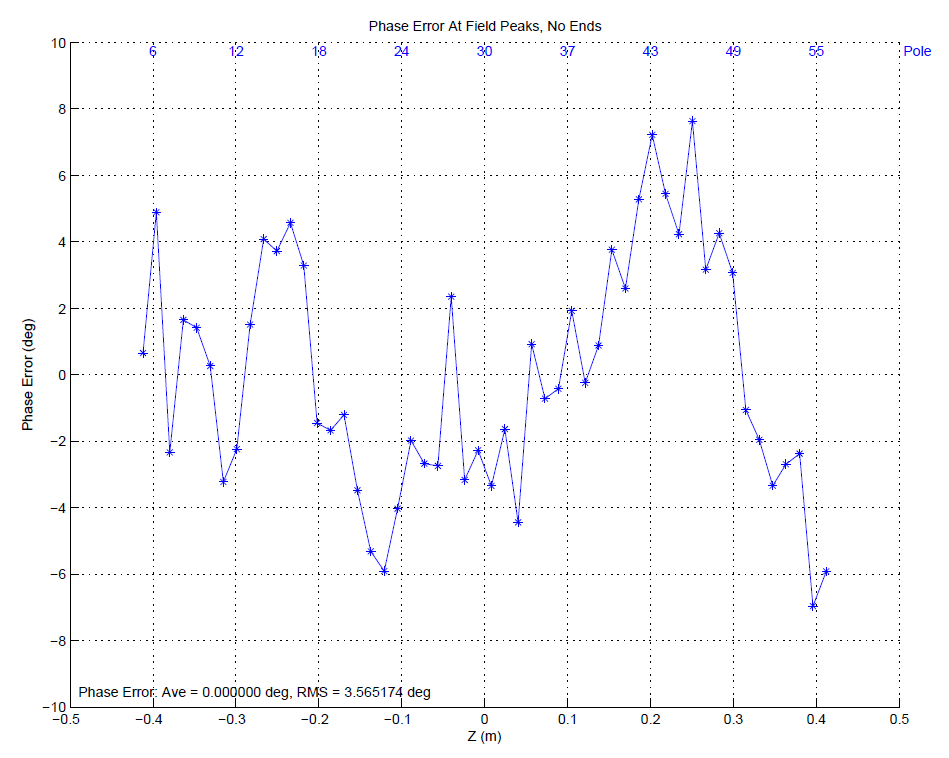 Phase Error At Field Peaks, No Ends
10
6 12 18 24 30 37 43 49 55 Pole
8
6
4
2
0
−2
−4
−6
−8
−10
Phase Error (deg)
Phase Error: Ave = 0.000000 deg, RMS = 3.565174 deg
−0.5 −0.4 −0.3 −0.2 −0.1 0 0.1 0.2 0.3 0.4 0.5
Z (m)